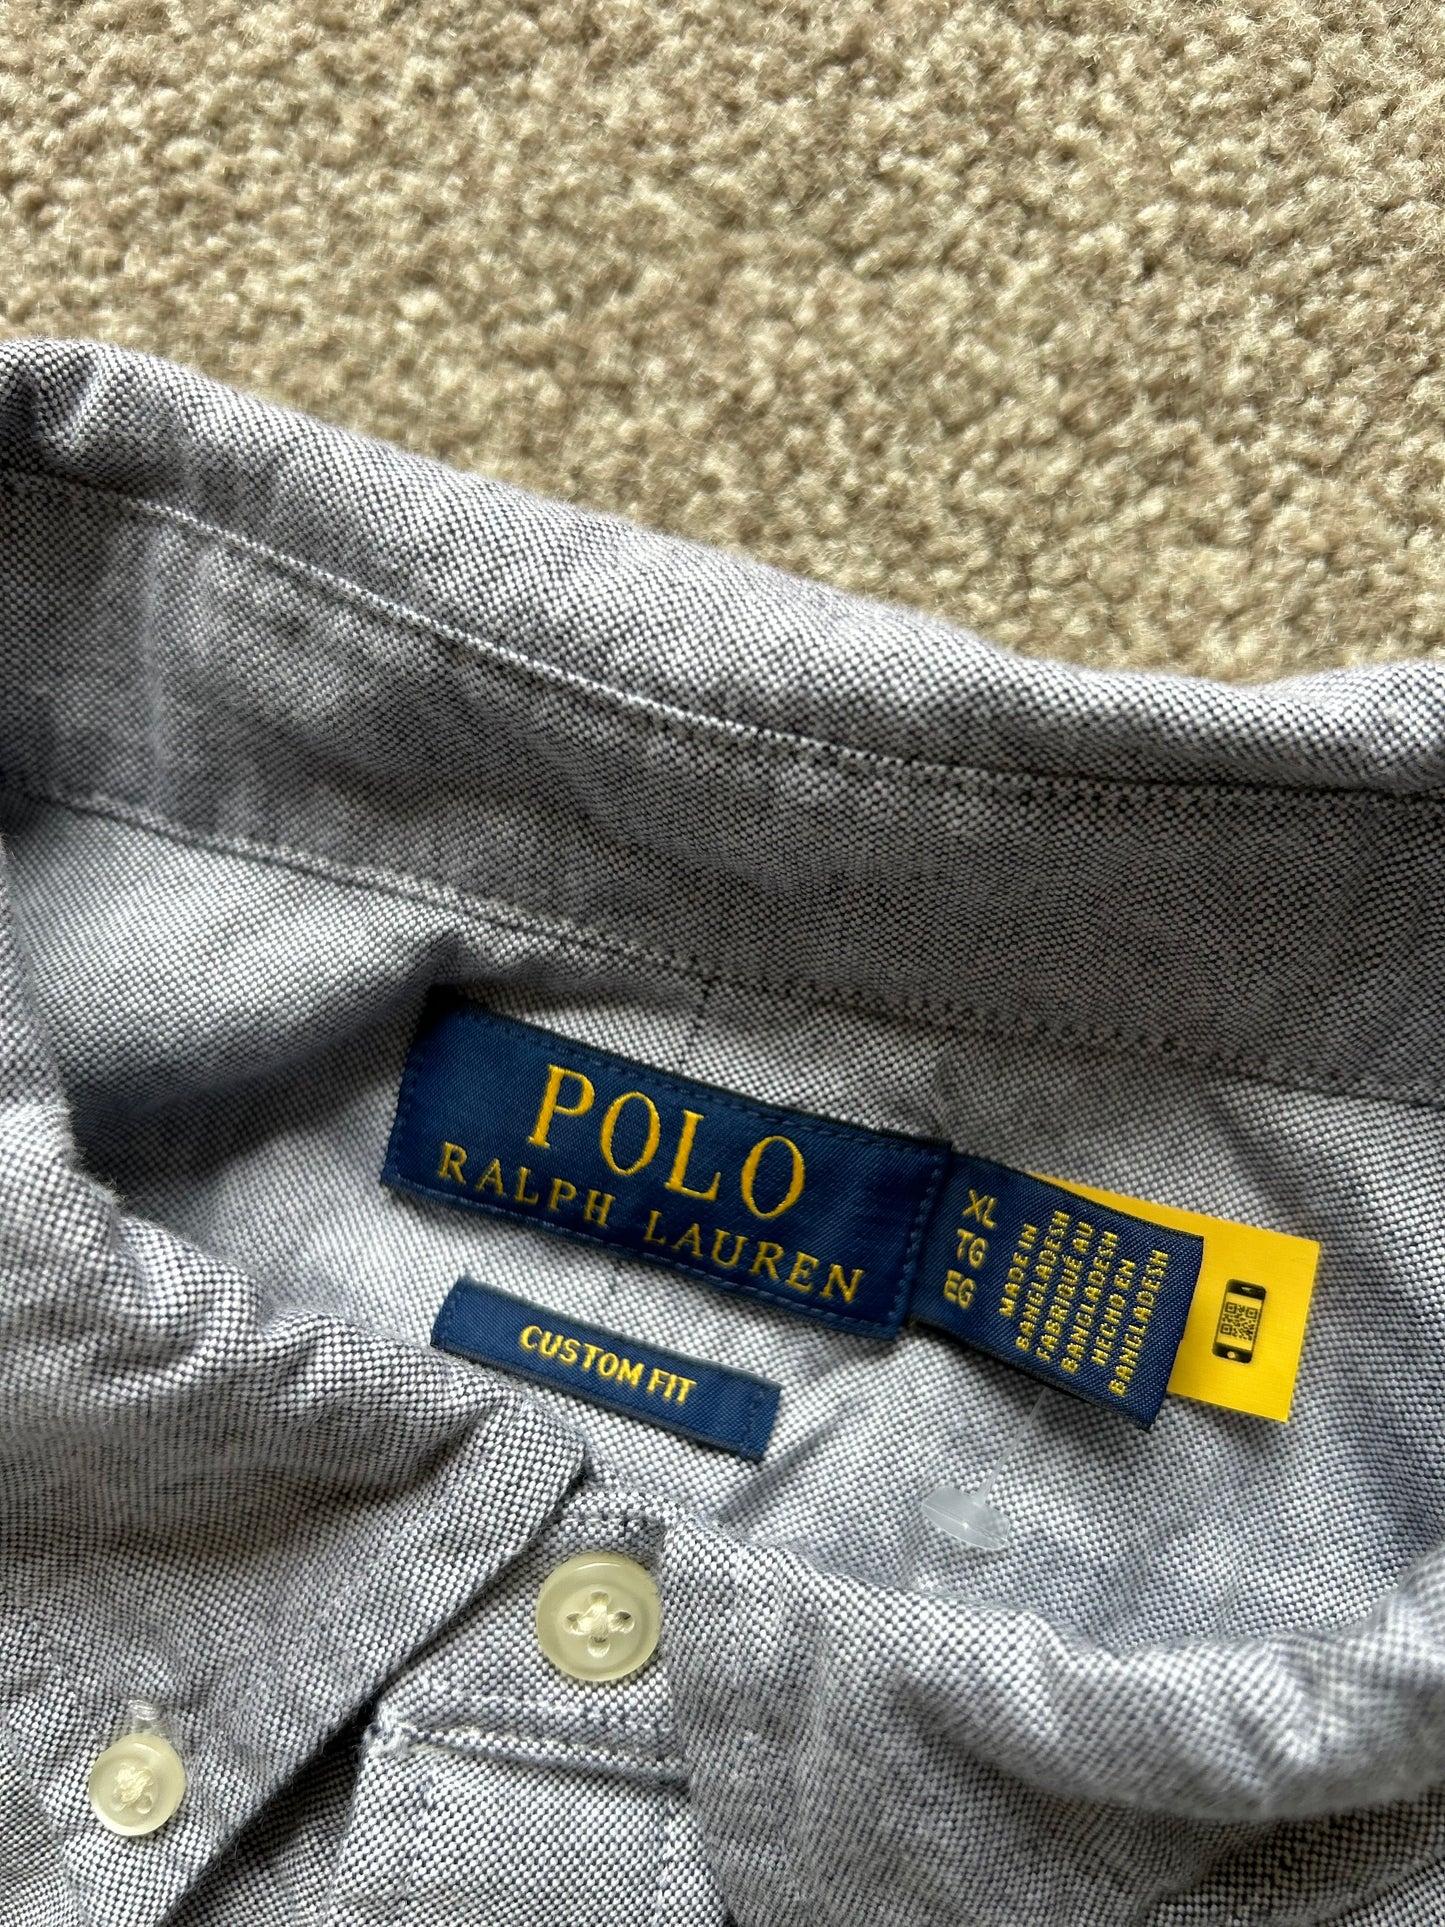 POLO
RALPH LAUREN
CUSTOM FIT
XL
TG
EG
MADE IN
BANGLADESH
FABRIQUÉ AU
BANGLADESH
HECHO EN
BANGLADESH